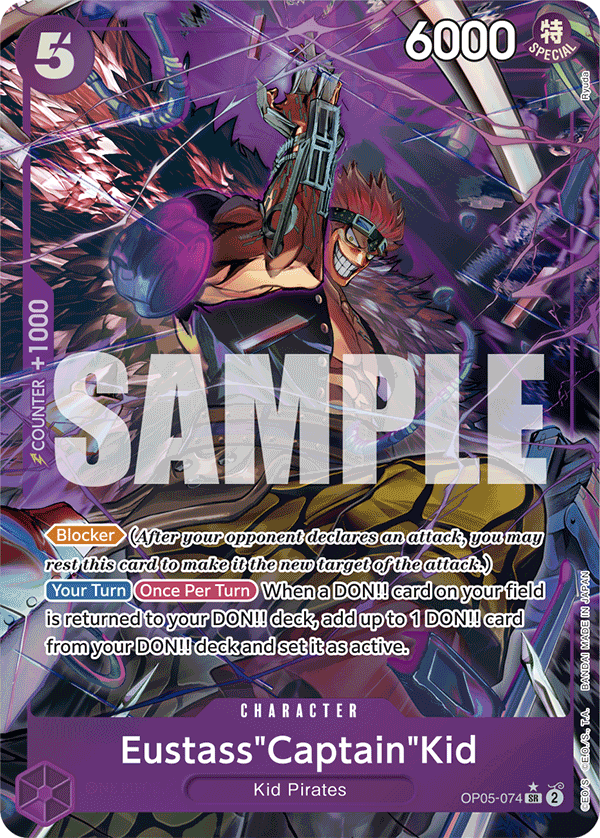 5
6000
特
SPECIAL
Ryuda
COUNTER +1000
SAMPLE
Blocker (After your opponent declares an attack, you may
rest this card to make it the new target of the attack.)
Your Turn Once Per Turn When a DON!! card on your field
is returned to your DON!! deck, add up to 1 DON!! card
from your DON!! deck and set it as active.
CHARACTER
Eustass"Captain"Kid
Kid Pirates
OP05-074 ★ SR 2
©E.O/S. ©E.O./S., T.A. BANDAI MADE IN JAPAN